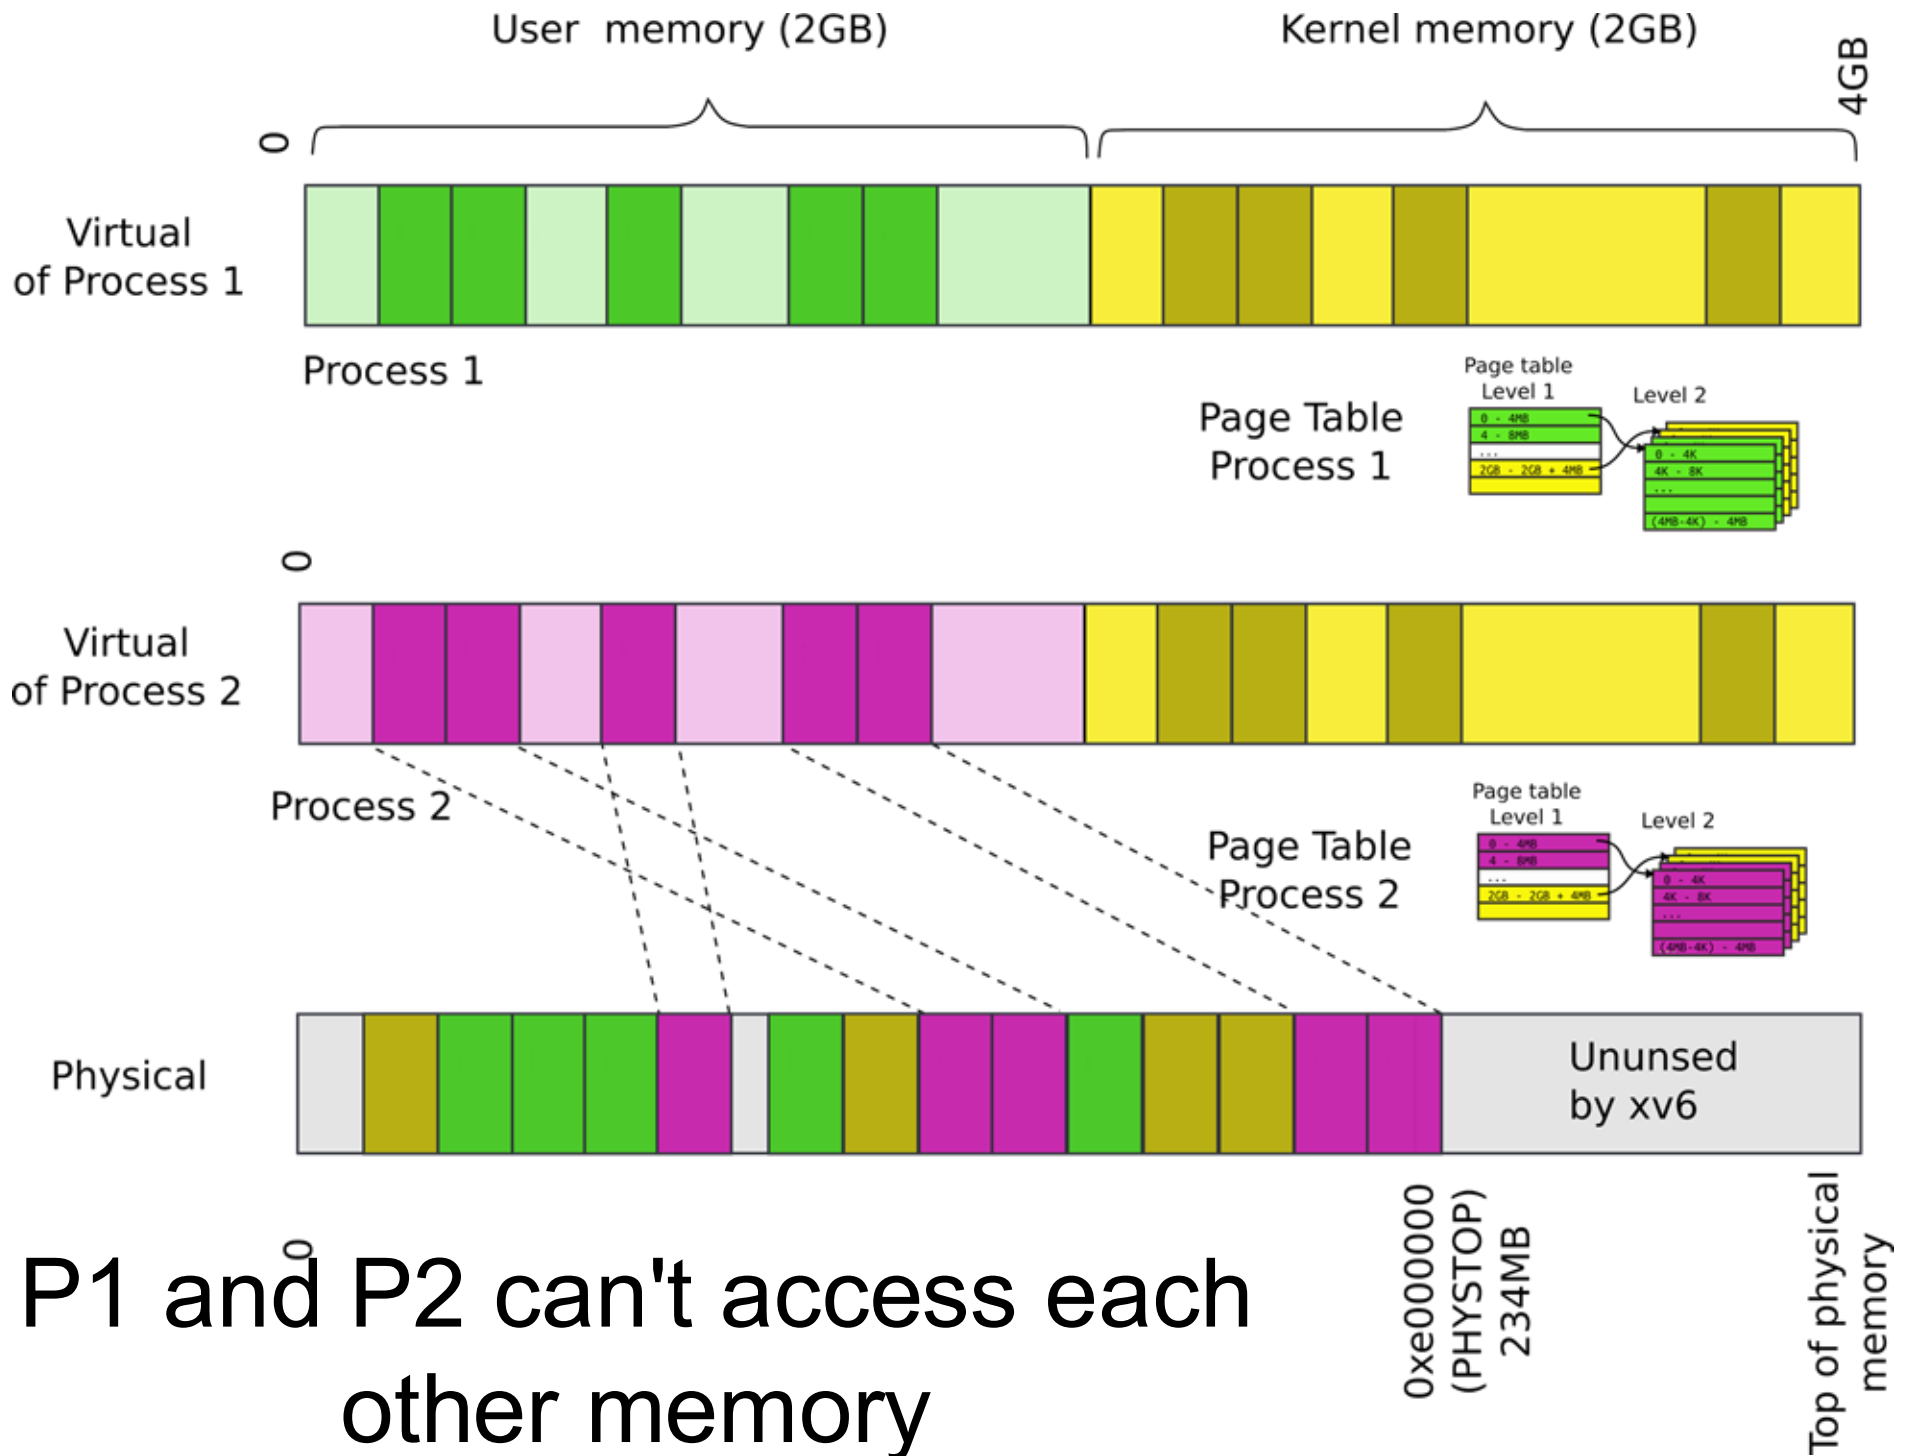 User  memory (2GB)
Kernel memory (2GB)
4GB
0
Virtual
of Process 1
Process 1
Page Table
Process 1
Page table
Level 1
Level 2
0 - 4MB
4 - 8MB
...
2GB - 2GB + 4MB
0 - 4K
4K - 8K
...
(4MB-4K) - 4MB
0
Virtual
of Process 2
Process 2
Page Table
Process 2
Page table
Level 1
Level 2
0 - 4MB
4 - 8MB
...
2GB - 2GB + 4MB
0 - 4K
4K - 8K
...
(4MB-4K) - 4MB
Physical
Ununsed
by xv6
0
0xe000000
(PHYSTOP)
234MB
Top of physical
memory
P1 and P2 can't access each
other memory